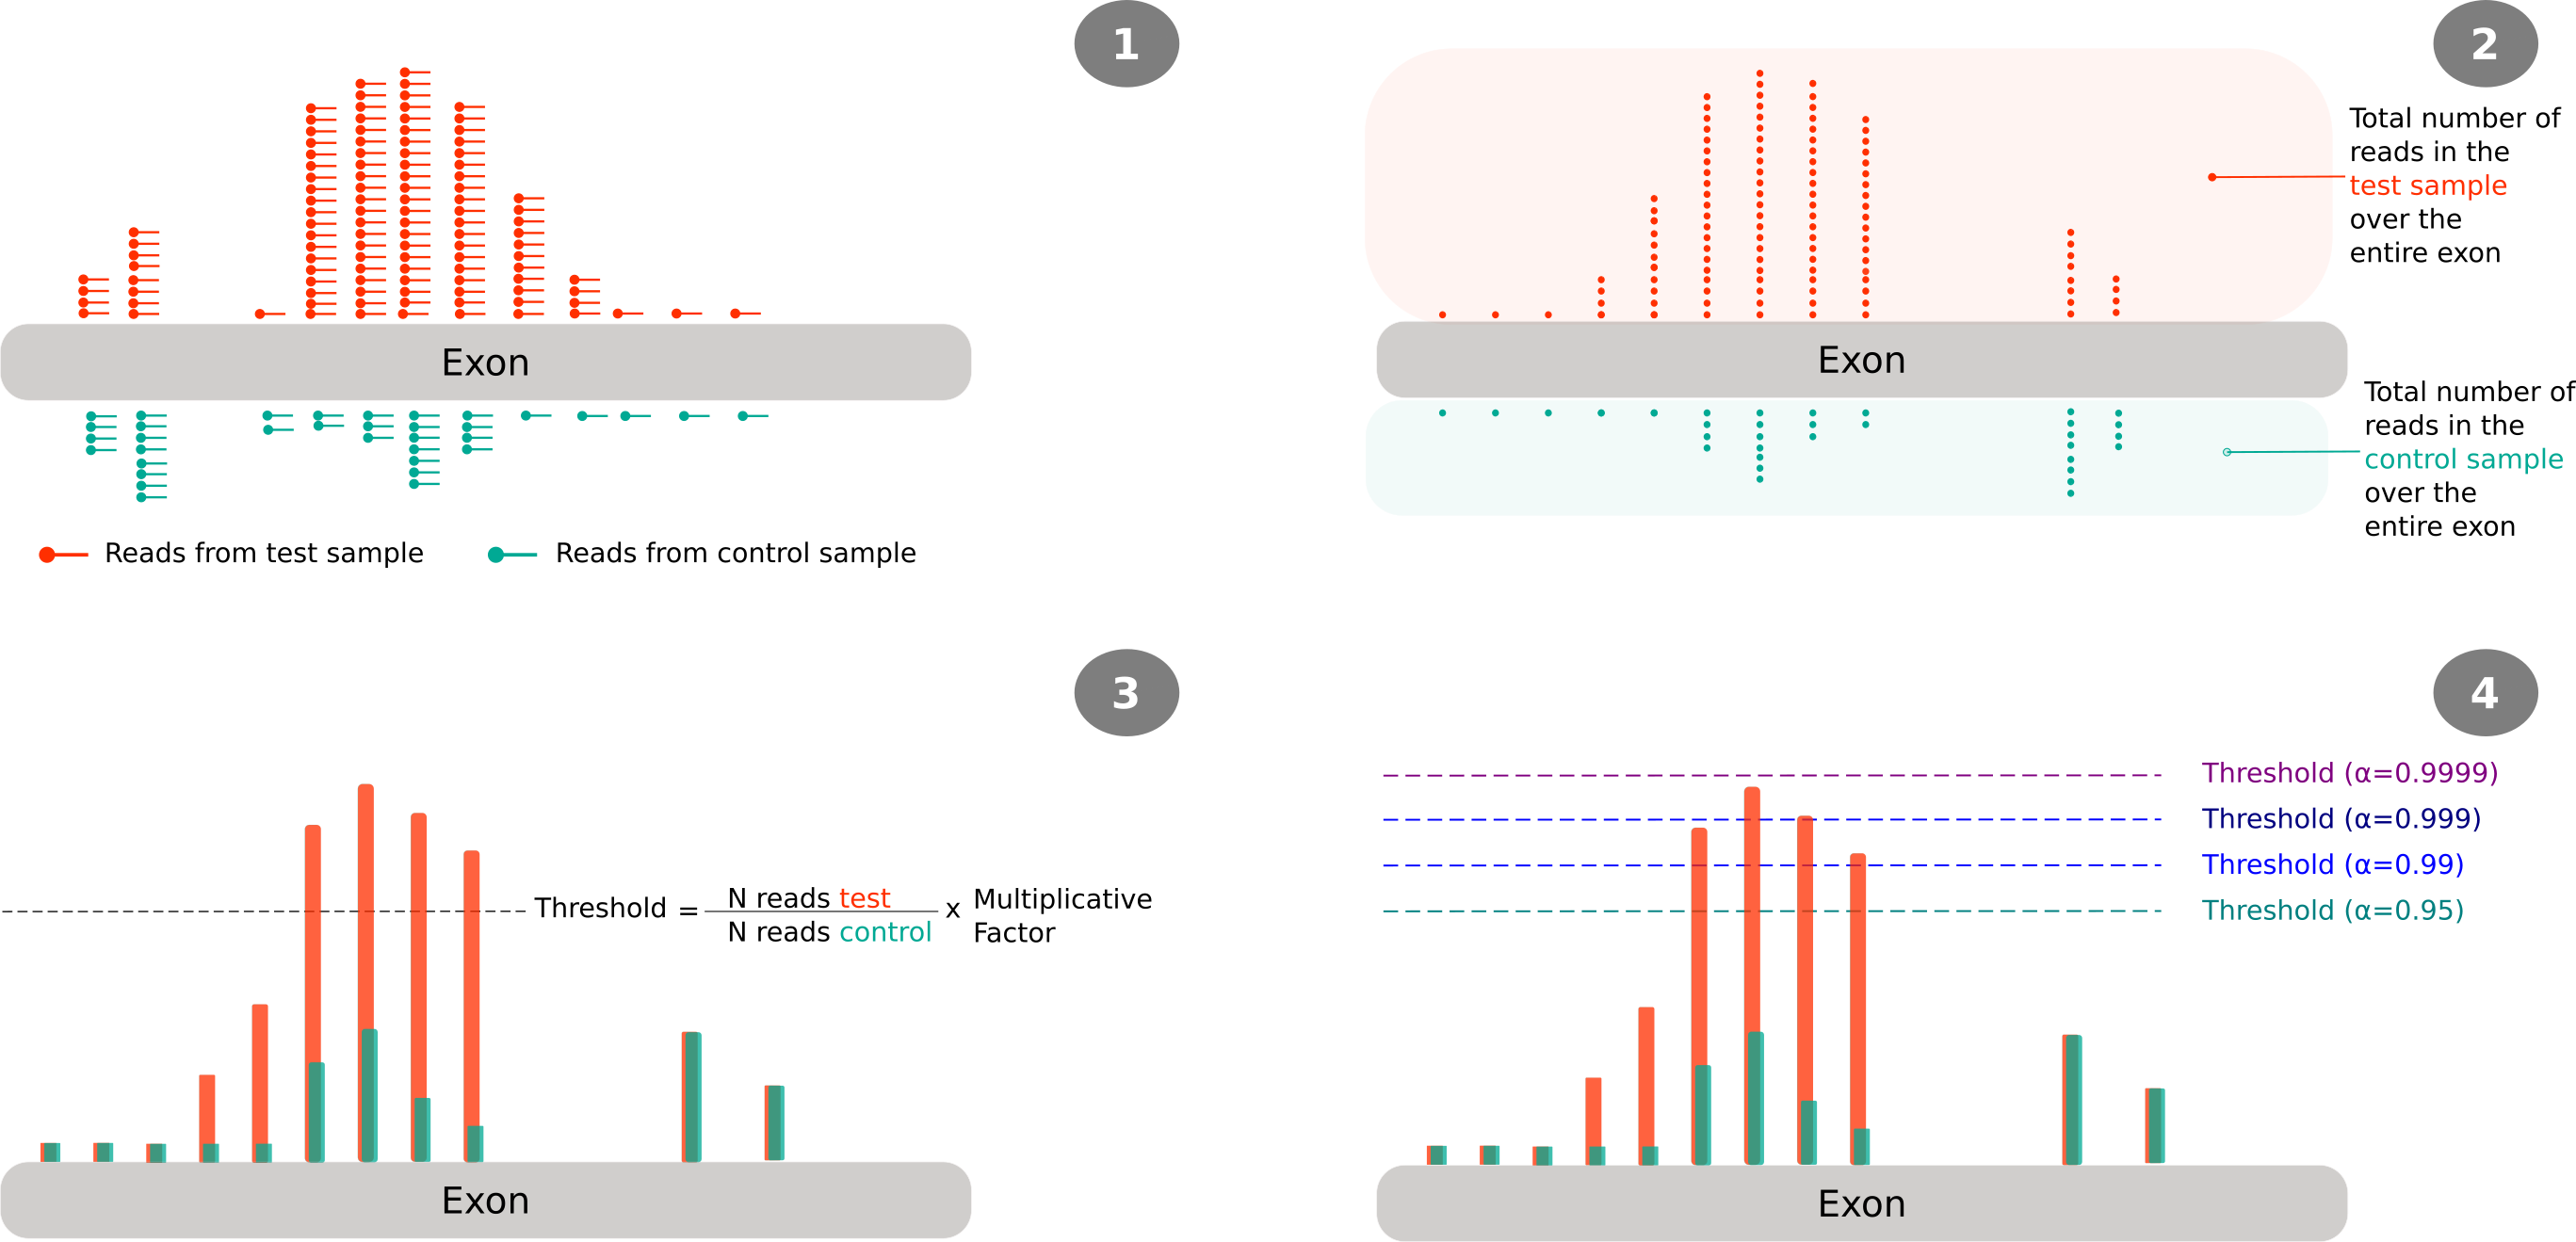 1
Exon
Reads from test sample
Reads from control sample
2
Total number of
reads in the
test sample
over the
entire exon
Exon
Total number of
reads in the
control sample
over the
entire exon
3
Threshold = N reads test x Multiplicative
N reads control Factor
Exon
4
Threshold (α=0.9999)
Threshold (α=0.999)
Threshold (α=0.99)
Threshold (α=0.95)
Exon